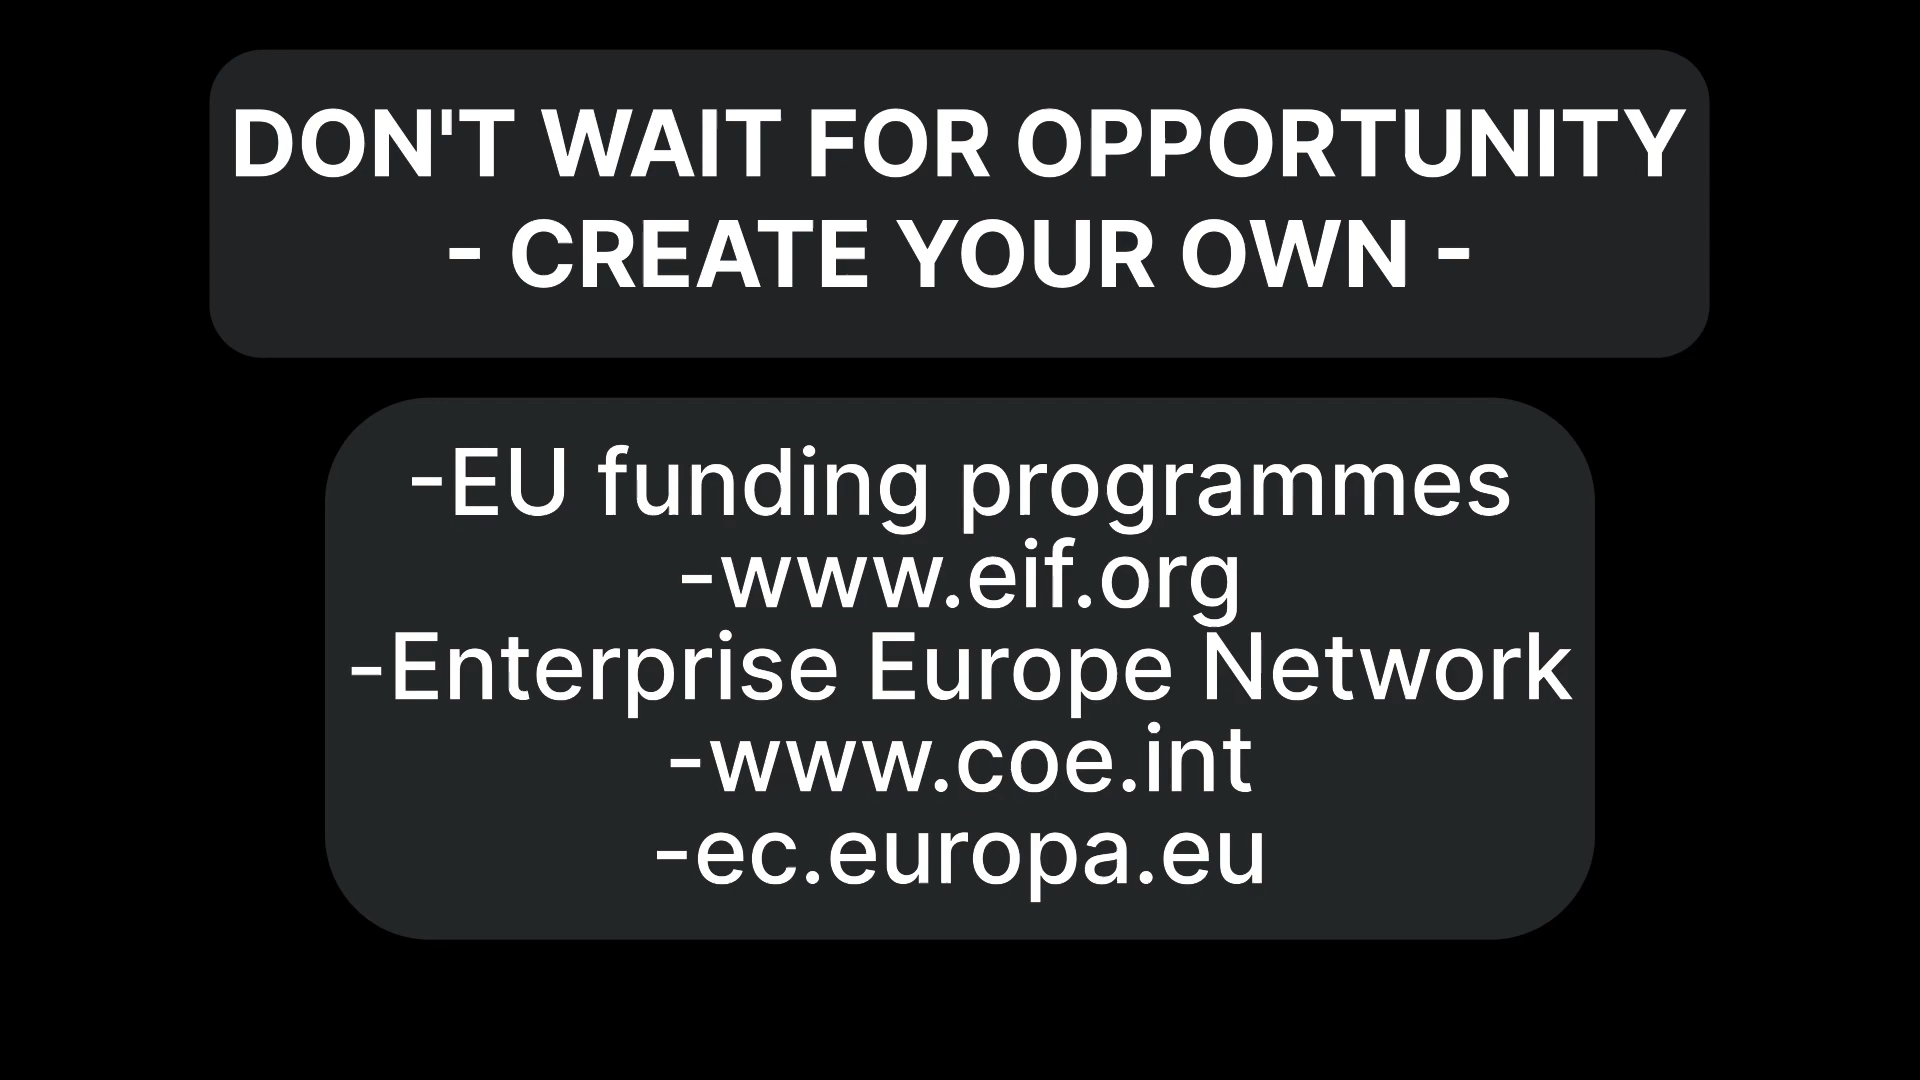 DON'T WAIT FOR OPPORTUNITY
- CREATE YOUR OWN -
-EU funding programmes
-www.eif.org
-Enterprise Europe Network
-www.coe.int
-ec.europa.eu